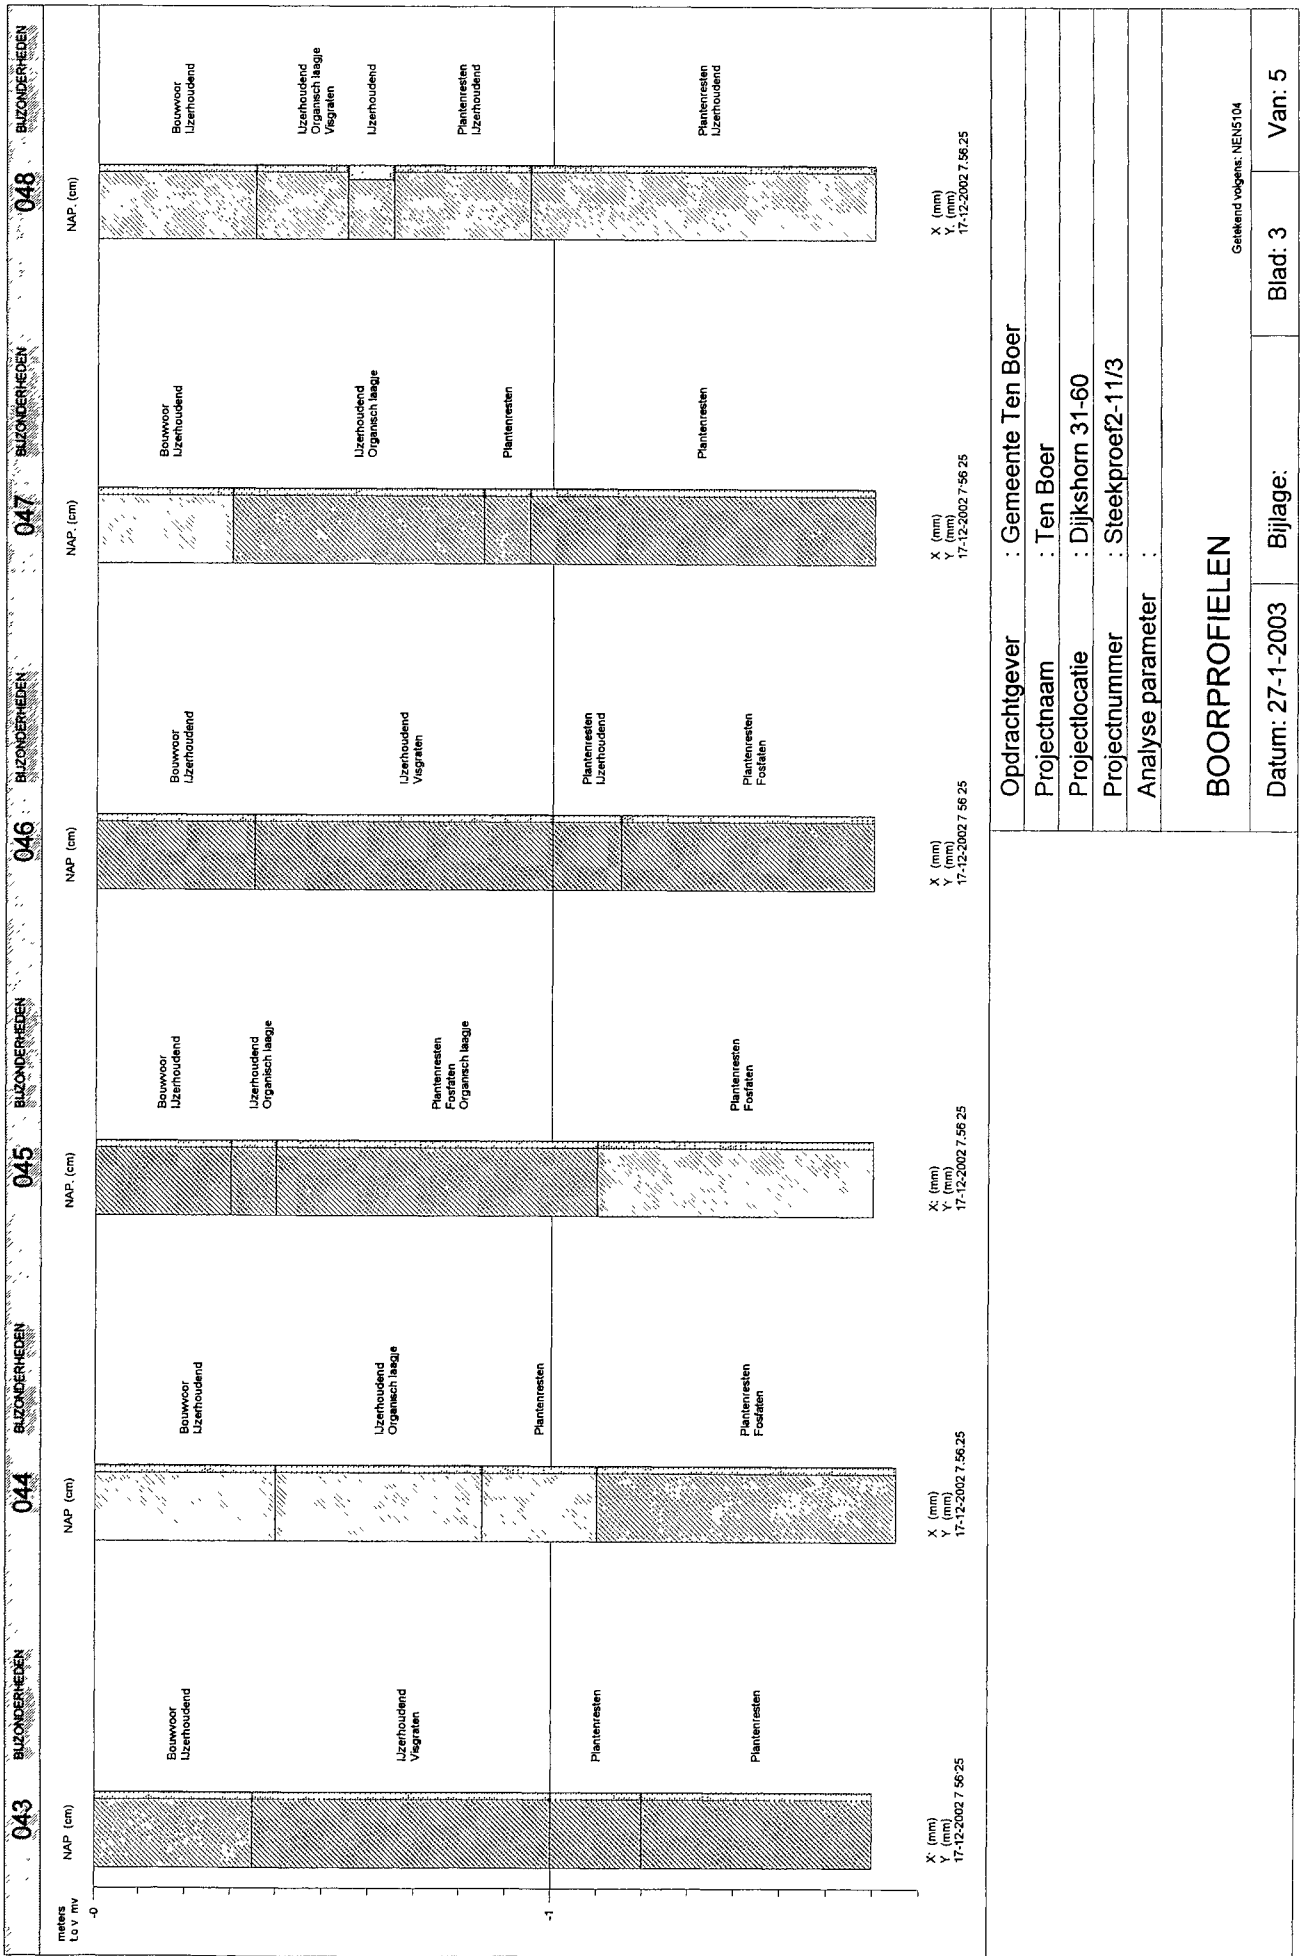 043 BIJZONDERHEDEN 044 BIJZONDERHEDEN 045 BIJZONDERHEDEN 046 BIJZONDERHEDEN 047 BIJZONDERHEDEN 048 BIJZONDERHEDEN
meters
t.o.v. mv
-0
-1
NAP (cm)
Bouwvoor
IJzerhoudend
IJzerhoudend
Visgraten
Plantenresten
Plantenresten
X: (mm)
Y (mm)
17-12-2002 7 56:25
NAP (cm)
Bouwvoor
IJzerhoudend
IJzerhoudend
Organisch laagje
Plantenresten
Plantenresten
Fosfaten
X (mm)
Y (mm)
17-12-2002 7.56.25
NAP. (cm)
Bouwvoor
IJzerhoudend
IJzerhoudend
Organisch laagje
Plantenresten
Fosfaten
Organisch laagje
Plantenresten
Fosfaten
X: (mm)
Y: (mm)
17-12-2002 7.56 25
NAP (cm)
Bouwvoor
IJzerhoudend
IJzerhoudend
Visgraten
Plantenresten
IJzerhoudend
Plantenresten
Fosfaten
X (mm)
Y (mm)
17-12-2002 7 56 25
NAP. (cm)
Bouwvoor
IJzerhoudend
IJzerhoudend
Organisch laagje
Plantenresten
Plantenresten
X (mm)
Y (mm)
17-12-2002 7:56 25
NAP. (cm)
Bouwvoor
IJzerhoudend
IJzerhoudend
Organisch laagje
Visgraten
IJzerhoudend
Plantenresten
IJzerhoudend
Plantenresten
IJzerhoudend
X (mm)
Y. (mm)
17-12-2002 7.56.25
Opdrachtgever : Gemeente Ten Boer
Projectnaam : Ten Boer
Projectlocatie : Dijkshorn 31-60
Projectnummer : Steekproef2-11/3
Analyse parameter :
BOORPROFIELEN
Getekend volgens: NEN5104
Datum: 27-1-2003 Bijlage: Blad: 3 Van: 5